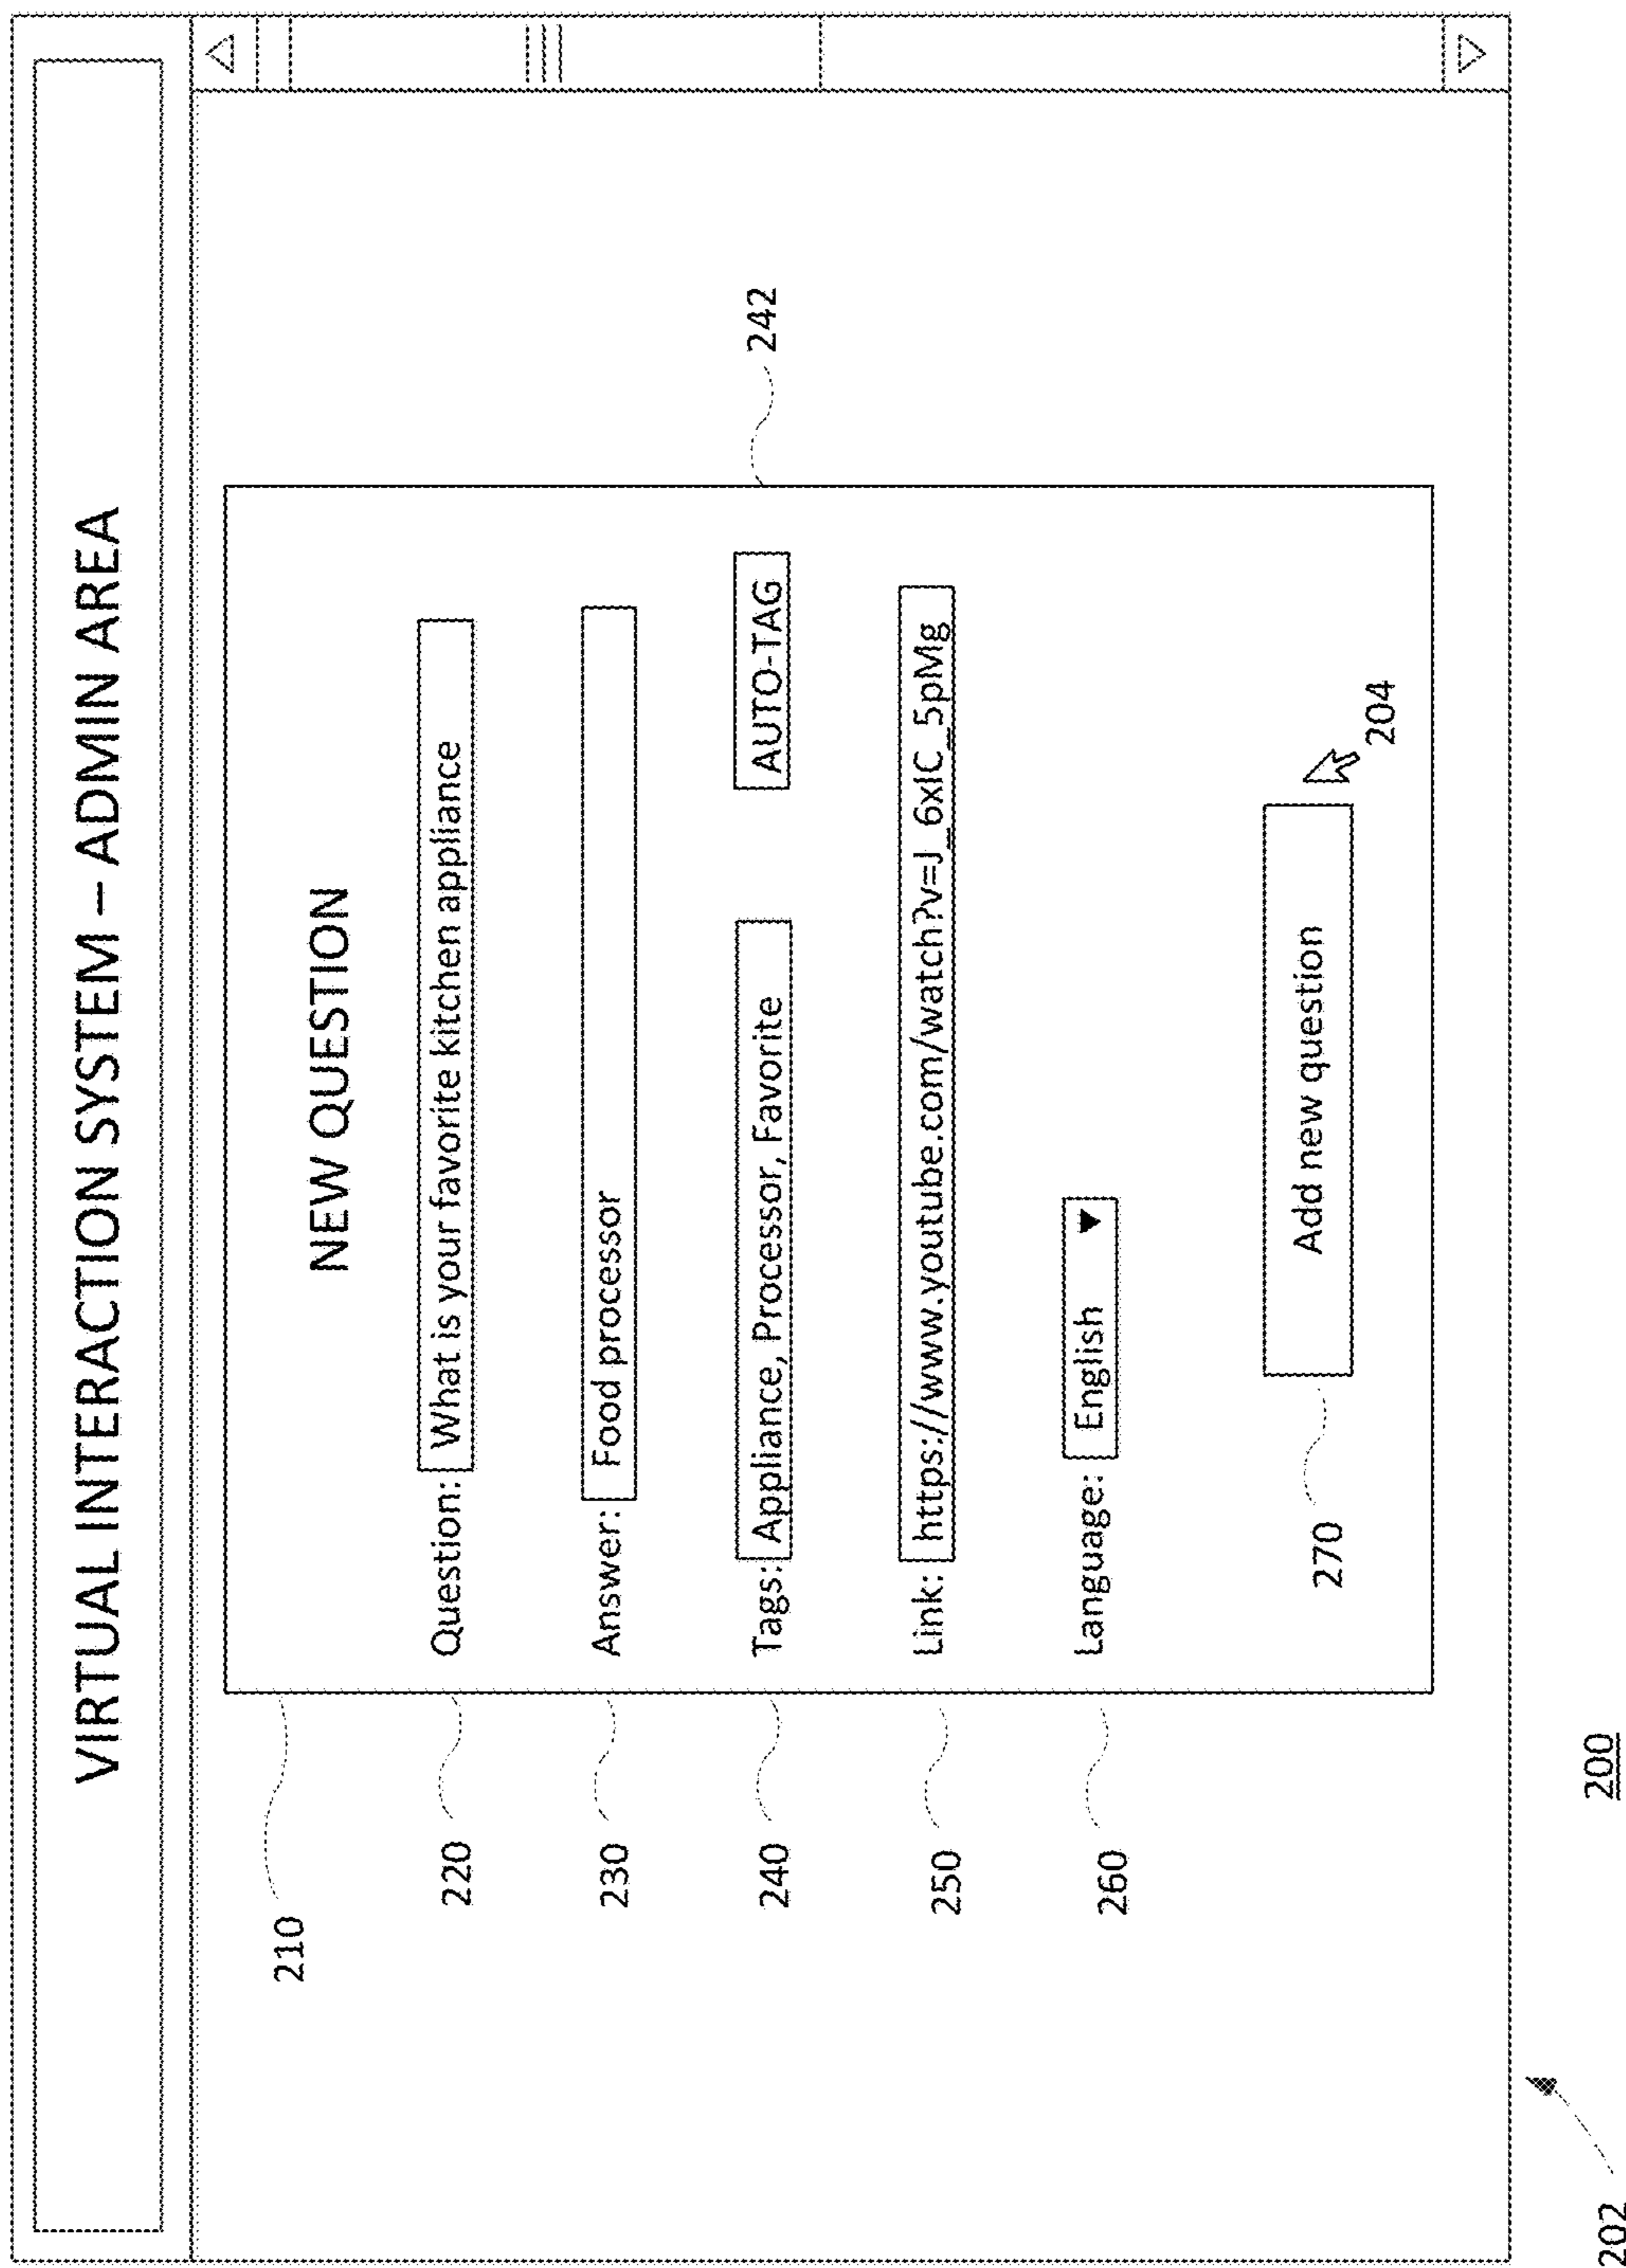 VIRTUAL INTERACTION SYSTEM – ADMIN AREA
210
NEW QUESTION
220
Question: What is your favorite kitchen appliance
230
Answer: Food processor
240
Tags: Appliance, Processor, Favorite AUTO-TAG
242
250
Link: https://www.youtube.com/watch?v=J_6xIC_5pMg
260
Language: English
270
Add new question
204
202
200